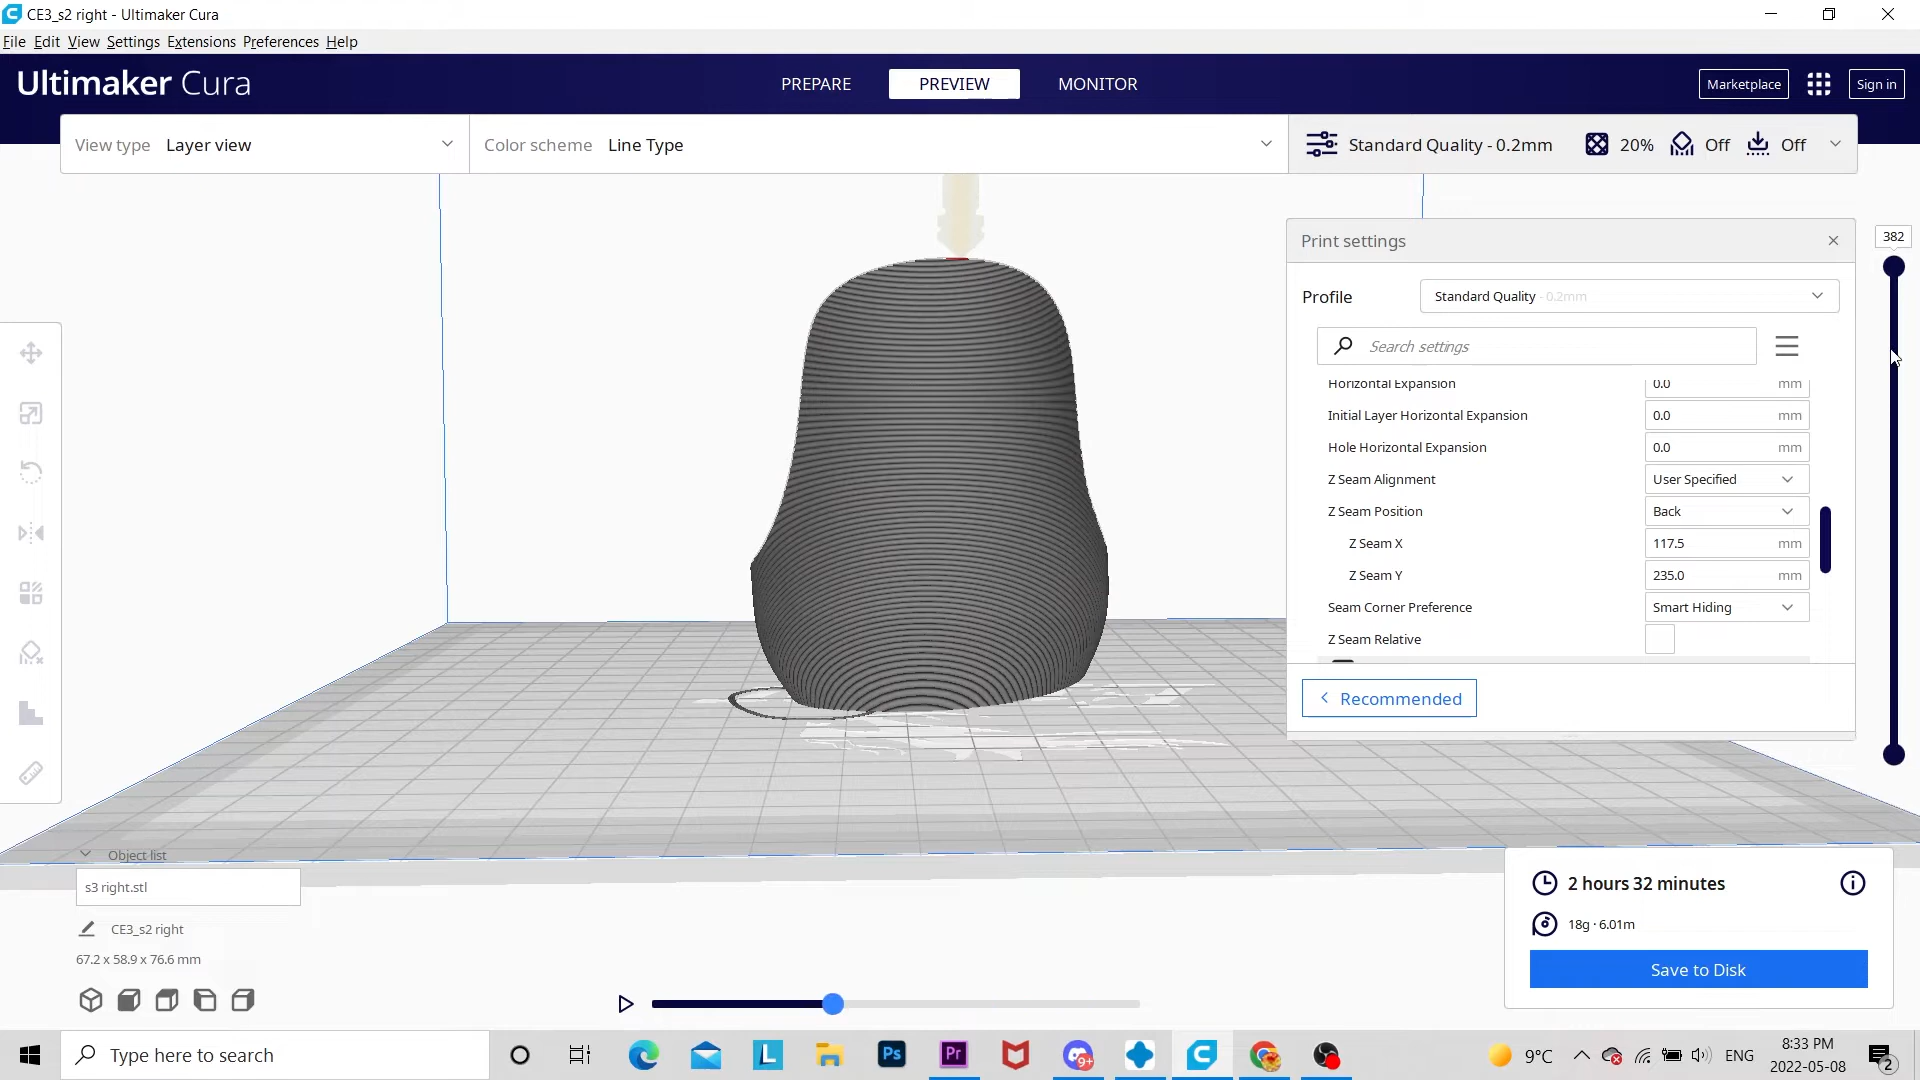 CE3_s2 right - Ultimaker Cura
File Edit View Settings Extensions Preferences Help
Ultimaker Cura
PREPARE PREVIEW MONITOR
Marketplace Sign in
View type Layer view Color scheme Line Type Standard Quality - 0.2mm 20% Off Off
382
Print settings
Profile Standard Quality - 0.2mm
Search settings
Horizontal Expansion 0.0 mm
Initial Layer Horizontal Expansion 0.0 mm
Hole Horizontal Expansion 0.0 mm
Z Seam Alignment User Specified
Z Seam Position Back
Z Seam X 117.5 mm
Z Seam Y 235.0 mm
Seam Corner Preference Smart Hiding
Z Seam Relative
Recommended
Object list
s3 right.stl
CE3_s2 right
67.2 x 58.9 x 76.6 mm
2 hours 32 minutes
18g · 6.01m
Save to Disk
Type here to search
L Ps Pr 9+
9°C ENG
8:33 PM
2022-05-08
2